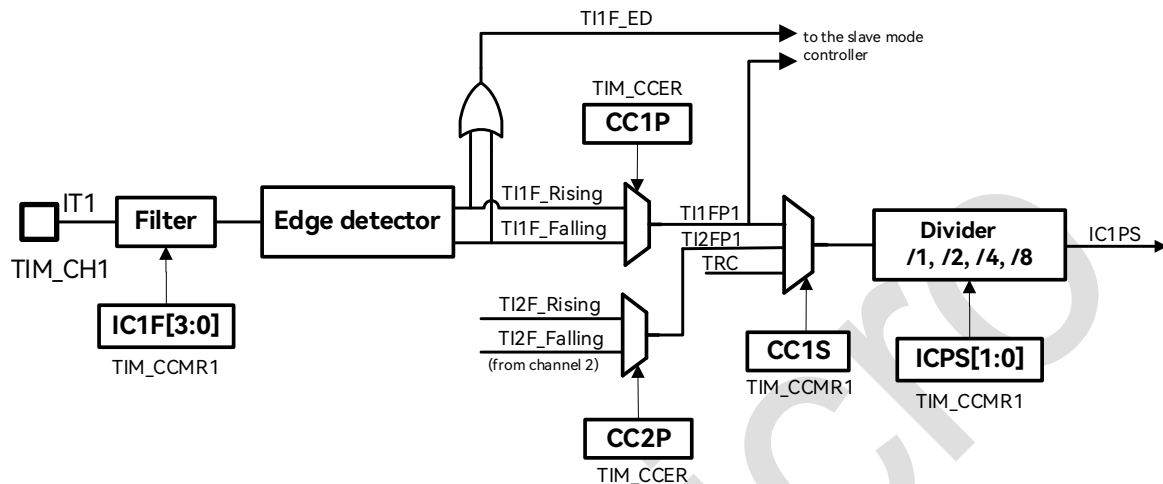 TI1F_ED
to the slave mode
controller
TIM_CCER
CC1P
IT1
Filter
Edge detector
TI1F_Rising
TI1F_Falling
TI1FP1
TI2FP1
TRC
Divider
/1, /2, /4, /8
IC1PS
TIM_CH1
IC1F[3:0]
TIM_CCMR1
TI2F_Rising
TI2F_Falling
(from channel 2)
CC1S
TIM_CCMR1
ICPS[1:0]
TIM_CCMR1
CC2P
TIM_CCER
icro